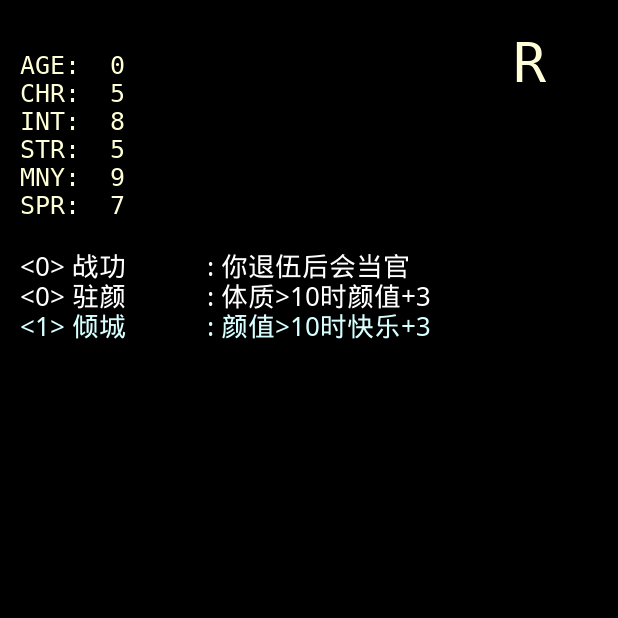 R
AGE: 0
CHR: 5
INT: 8
STR: 5
MNY: 9
SPR: 7
<0> 战功 : 你退伍后会当官
<0> 驻颜 : 体质>10时颜值+3
<1> 倾城 : 颜值>10时快乐+3